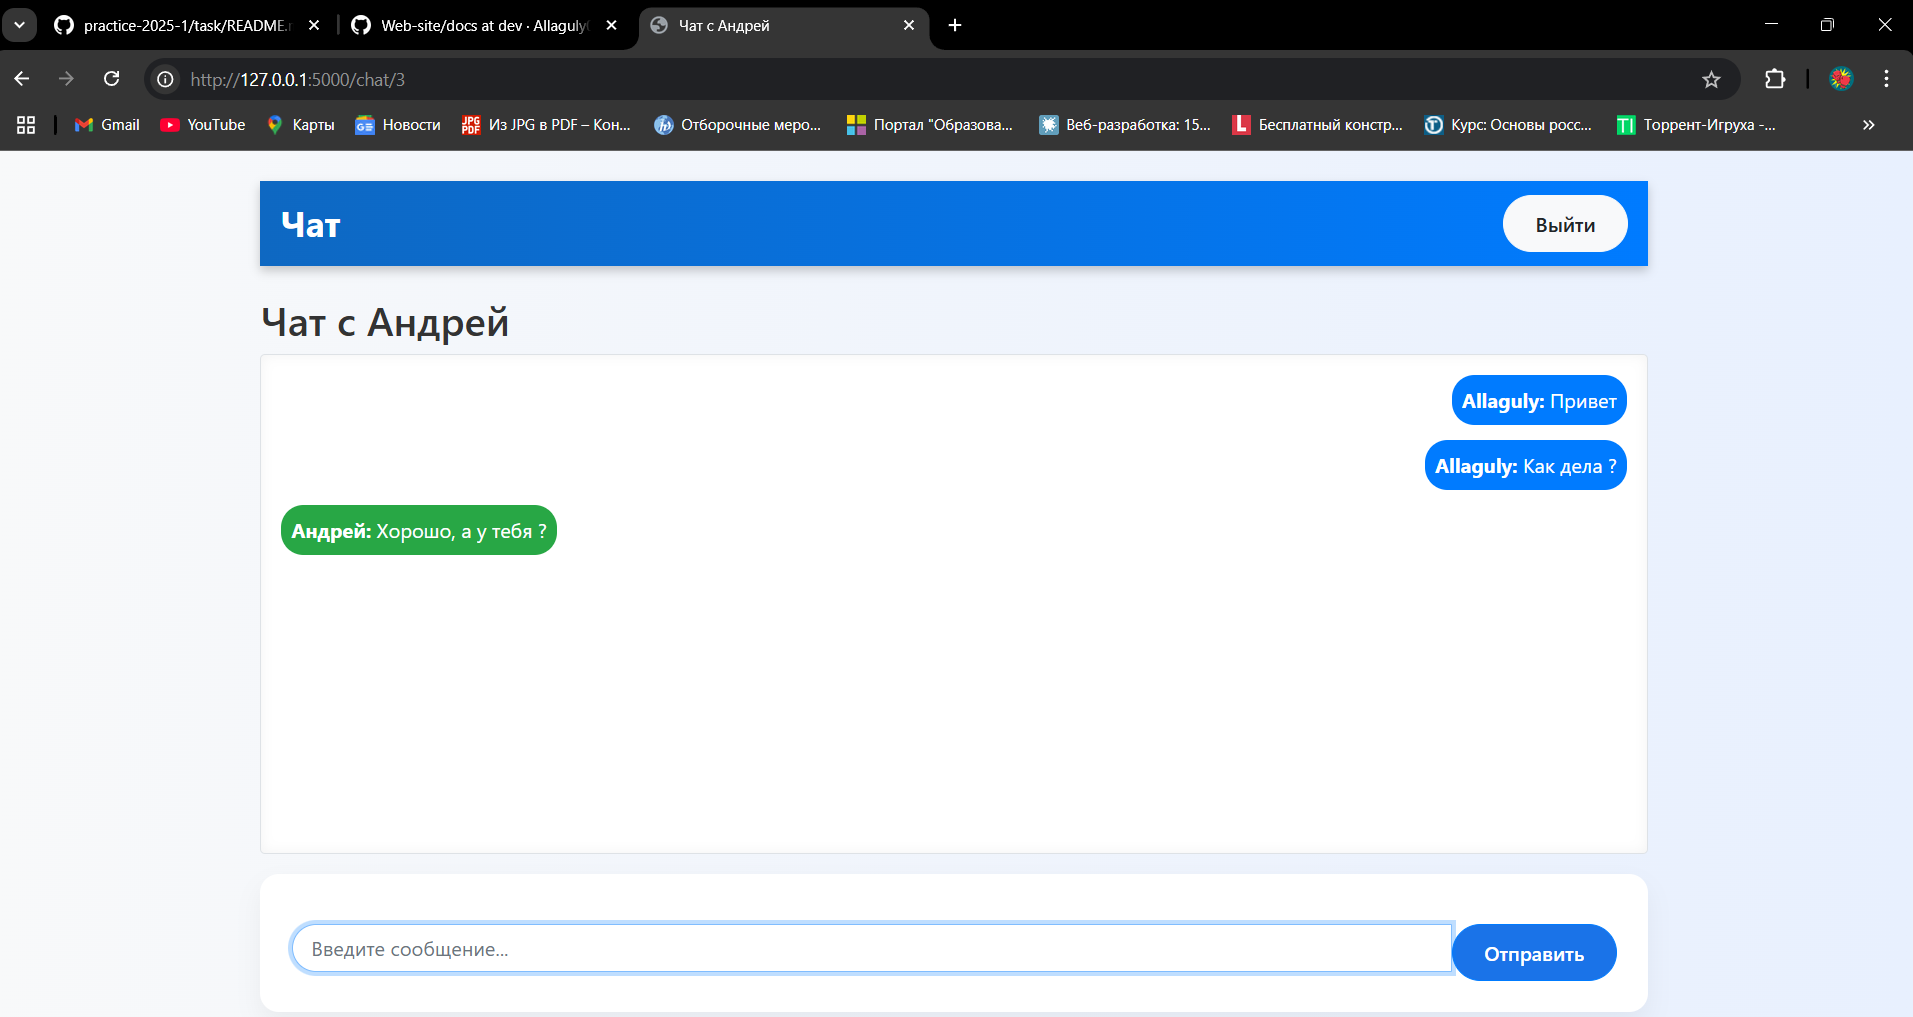 practice-2025-1/task/README.
Web-site/docs at dev · Allaguly
Чат с Андрей
http://127.0.0.1:5000/chat/3
Gmail
YouTube
Карты
Новости
JPG PDF
Из JPG в PDF – Кон...
Отборочные меро...
Портал "Образова...
Веб-разработка: 15...
Бесплатный констр...
Курс: Основы росс...
TI
Торрент-Игруха -...
Чат
Выйти
Чат с Андрей
Allaguly: Привет
Allaguly: Как дела ?
Андрей: Хорошо, а у тебя ?
Введите сообщение...
Отправить